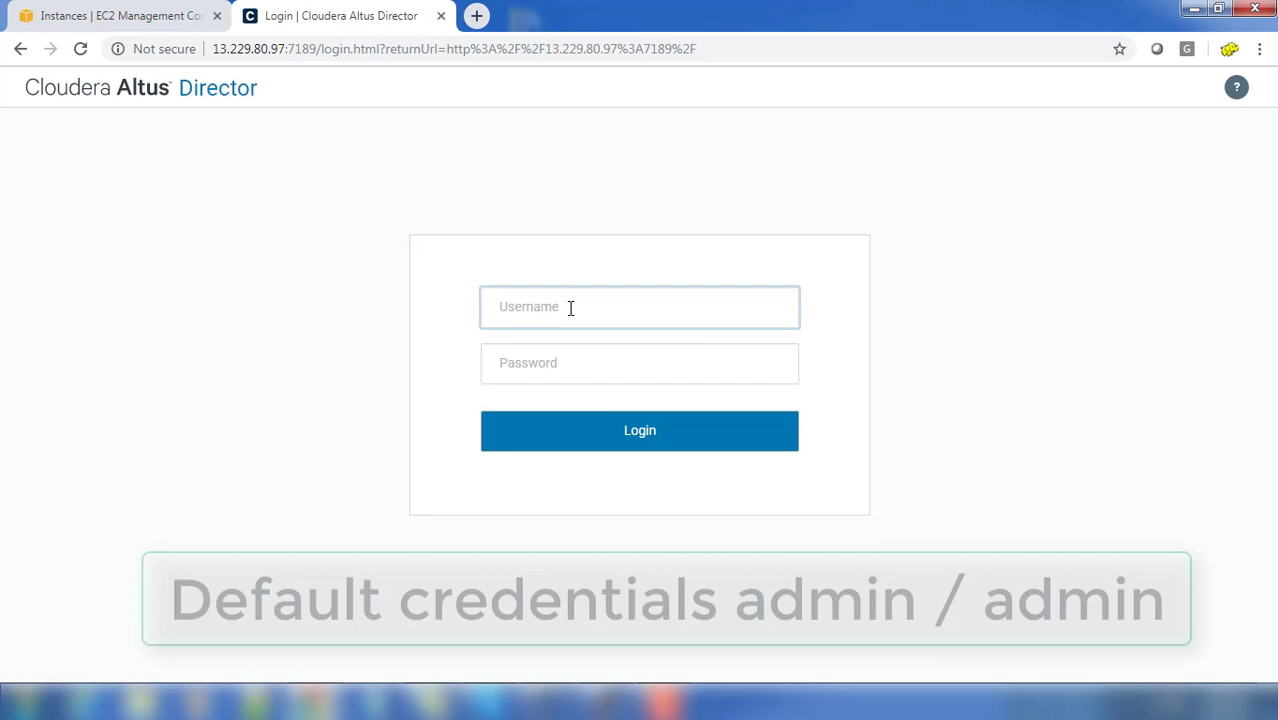 Instances | EC2 Management Con
Login | Cloudera Altus Director
Not secure
13.229.80.97:7189/login.html?returnUrl=http%3A%2F%2F13.229.80.97%3A7189%2F
G
Cloudera Altus Director
?
Username
Password
Login
Default credentials admin / admin